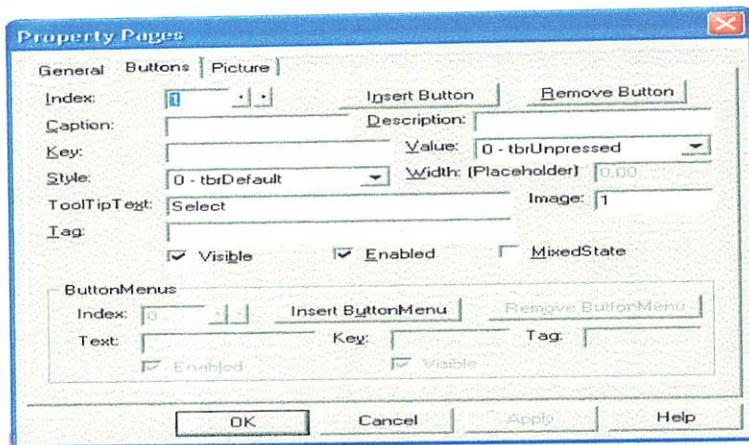 Property Pages
General Buttons Picture
Index: 1 Insert Button Remove Button
Caption: Description:
Key: Value: 0 - tbrUnpressed
Style: 0 - tbrDefault Width: (Placeholder) 0.00
ToolTipText: Select Image: 1
Tag:
Visible Enabled MixedState
ButtonMenus
Index: 0 Insert ButtonMenu Remove ButtonMenu
Text: Key: Tag:
Enabled Visible
OK Cancel Apply Help